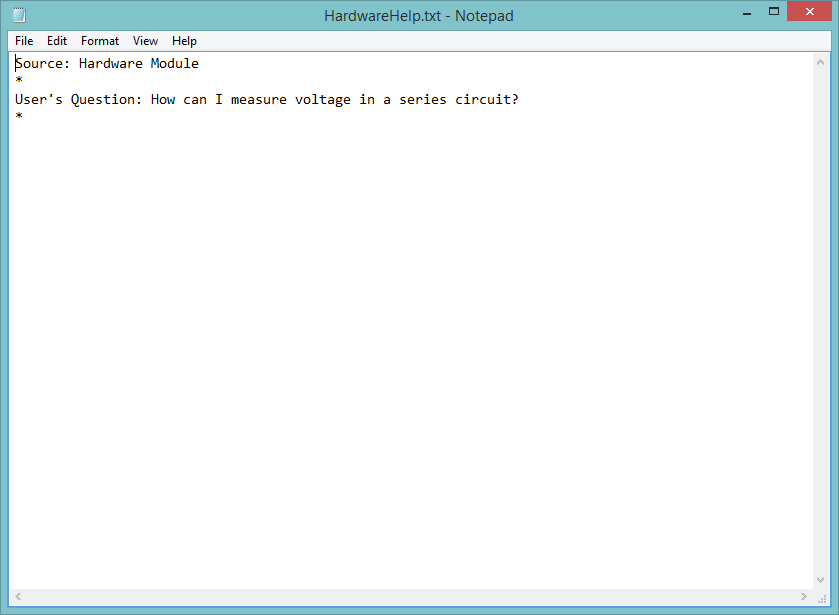 HardwareHelp.txt - Notepad
File Edit Format View Help
Source: Hardware Module
*
User's Question: How can I measure voltage in a series circuit?
*